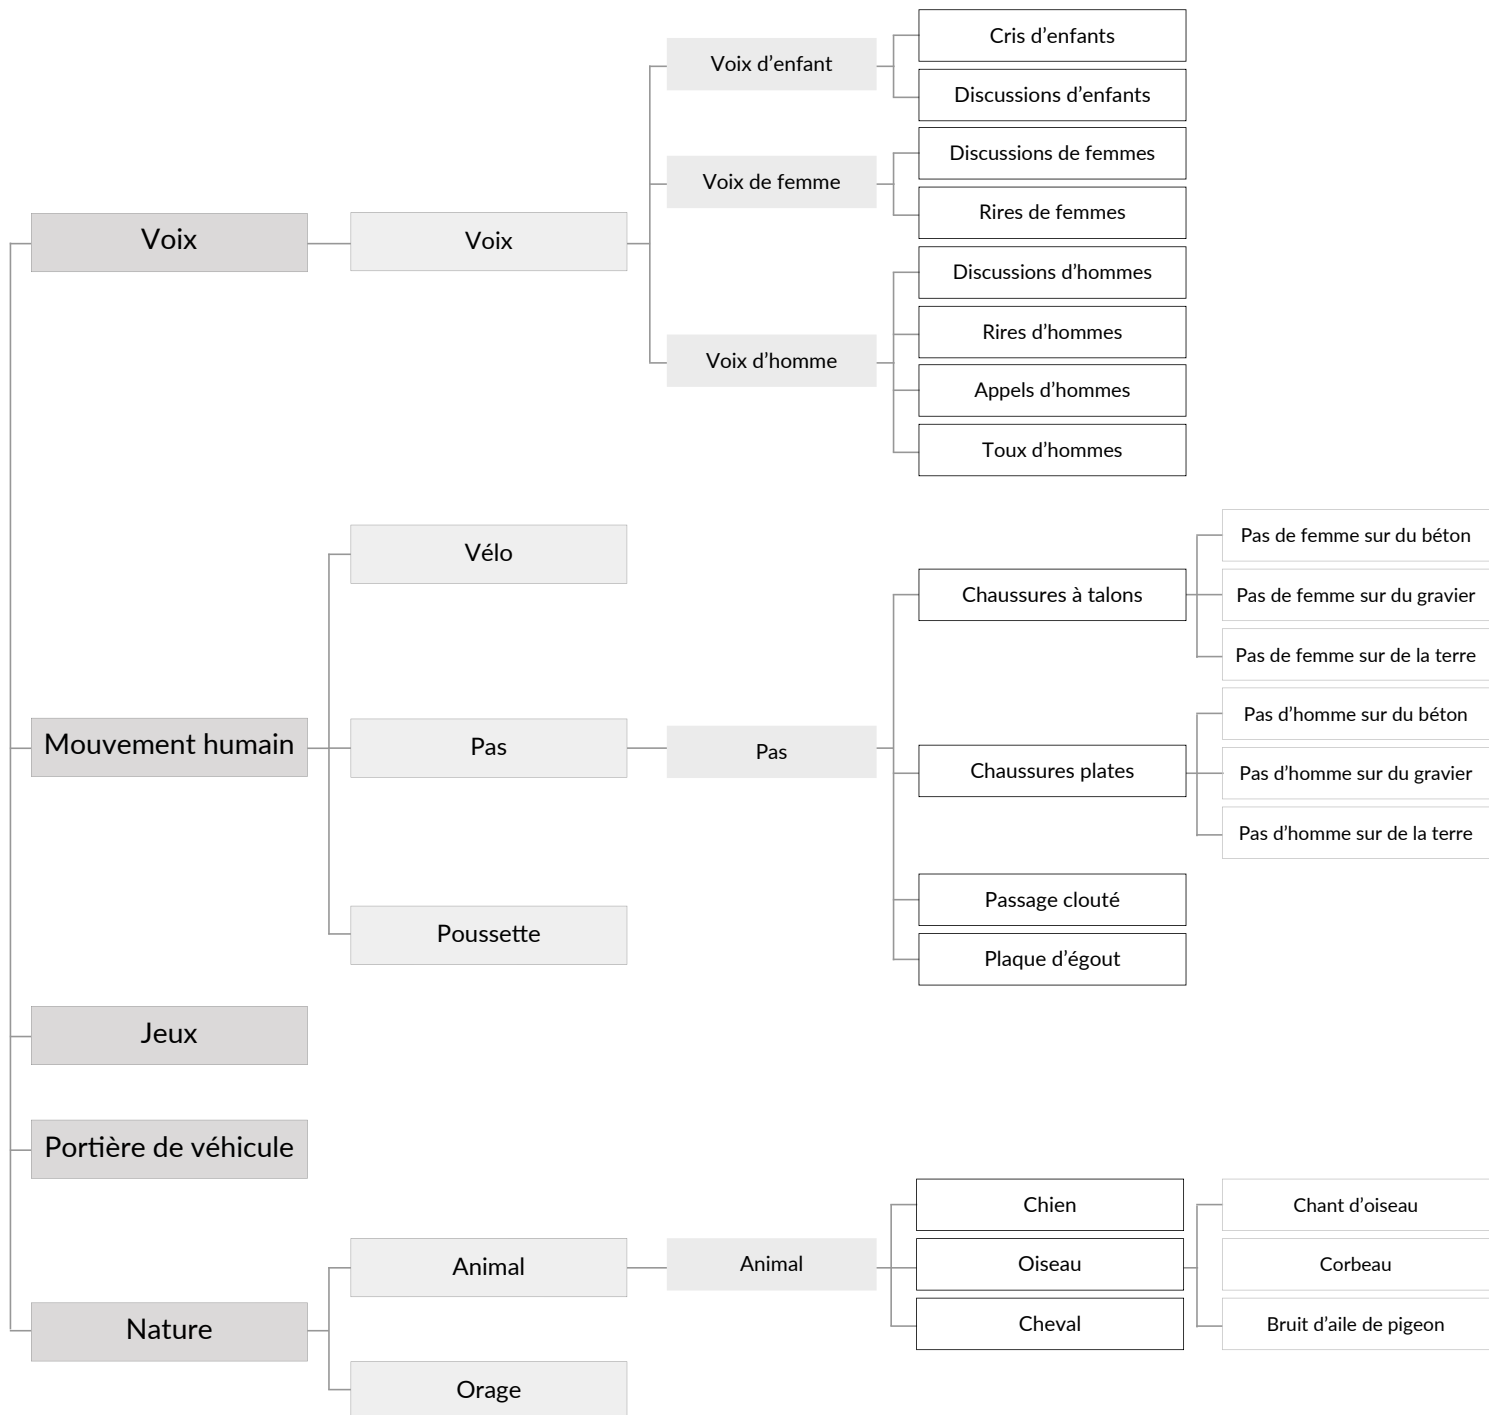 Cris d’enfants
Voix d’enfant
Discussions d’enfants
Discussions de femmes
Voix de femme
Rires de femmes
Voix
Voix
Discussions d’hommes
Rires d’hommes
Voix d’homme
Appels d’hommes
Toux d’hommes
Vélo
Pas de femme sur du béton
Chaussures à talons
Pas de femme sur du gravier
Pas de femme sur de la terre
Pas d’homme sur du béton
Mouvement humain
Pas
Pas
Chaussures plates
Pas d’homme sur du gravier
Pas d’homme sur de la terre
Passage clouté
Poussette
Plaque d’égout
Jeux
Portière de véhicule
Chien
Chant d’oiseau
Animal
Animal
Oiseau
Corbeau
Nature
Cheval
Bruit d’aile de pigeon
Orage